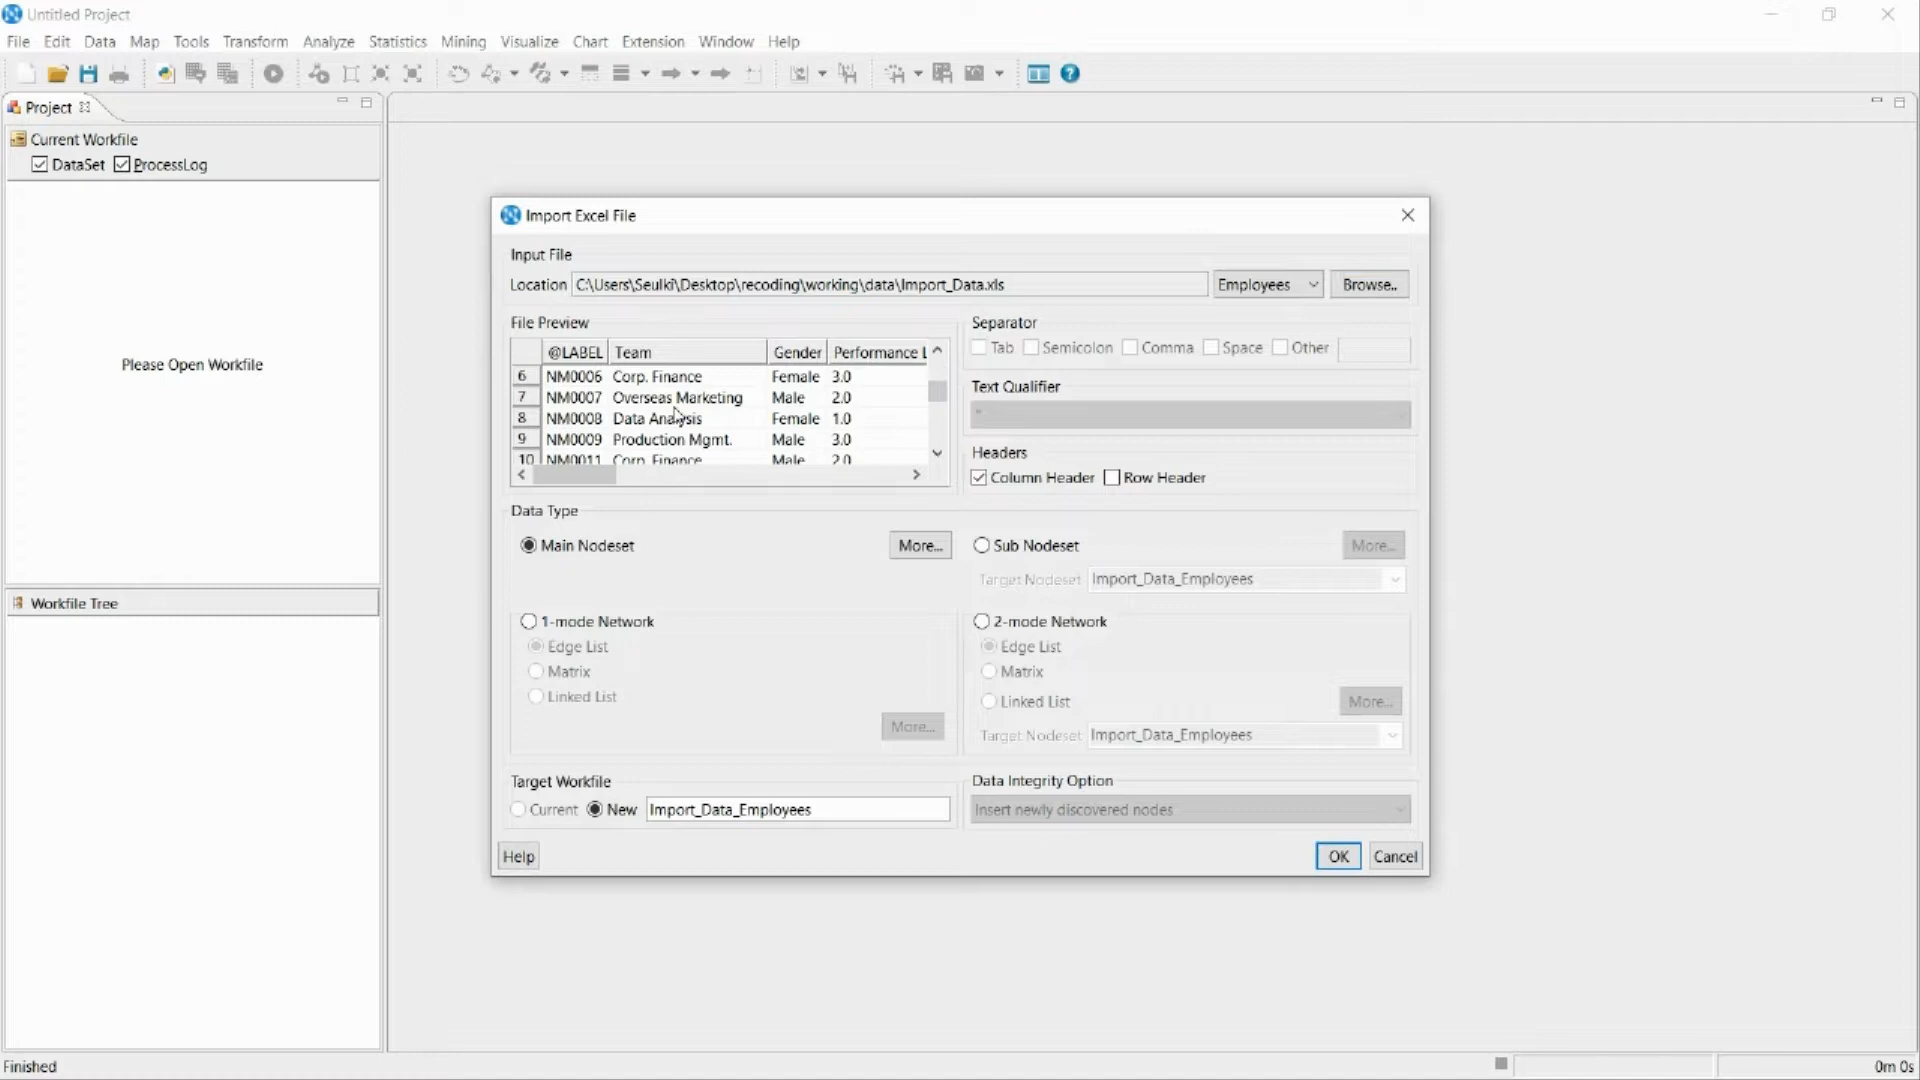 Untitled Project
File Edit Data Map Tools Transform Analyze Statistics Mining Visualize Chart Extension Window Help
Project
Current Workfile
DataSet ProcessLog
Please Open Workfile
Workfile Tree
Import Excel File
Input File
Location C:\Users\Seulki\Desktop\recoding\working\data\Import_Data.xls Employees Browse..
File Preview
@LABEL Team Gender Performance
6 NM0006 Corp. Finance Female 3.0
7 NM0007 Overseas Marketing Male 2.0
8 NM0008 Data Analysis Female 1.0
9 NM0009 Production Mgmt. Male 3.0
10 NM0011 Corp. Finance Male 2.0
Separator
Tab Semicolon Comma Space Other
Text Qualifier
"
Headers
Column Header Row Header
Data Type
Main Nodeset More...
Sub Nodeset More...
Target Nodeset Import_Data_Employees
1-mode Network
Edge List
Matrix
Linked List
More...
2-mode Network
Edge List
Matrix
Linked List More...
Target Nodeset Import_Data_Employees
Target Workfile
Current New Import_Data_Employees
Data Integrity Option
Insert newly discovered nodes
Help OK Cancel
Finished 0m 0s